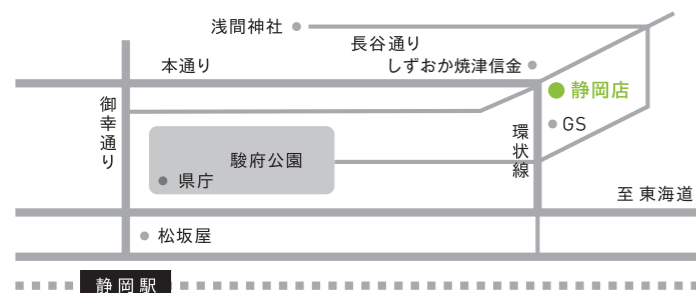 浅間神社
長谷通り
本通り
しずおか焼津信金
静岡店
御幸通り
GS
環状線
駿府公園
県庁
至 東海道
松坂屋
静岡駅